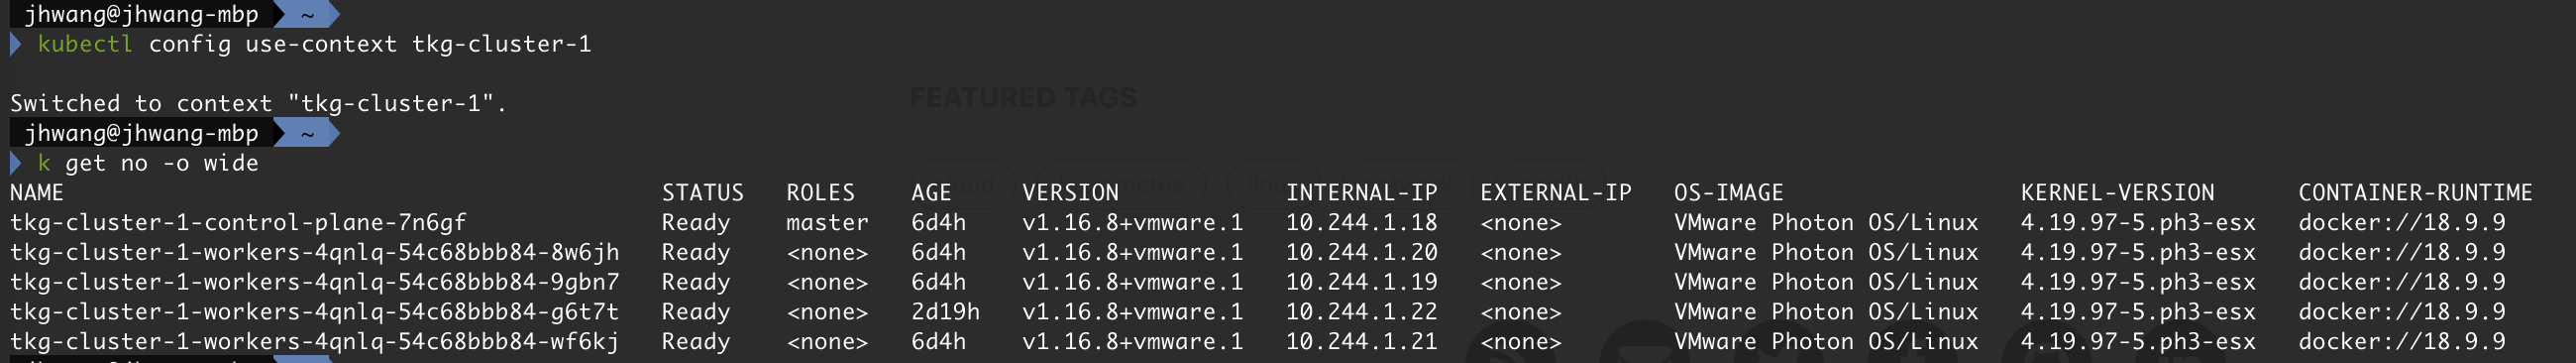 jhwang@jhwang-mbp ~
kubectl config use-context tkg-cluster-1
Switched to context "tkg-cluster-1".
FEATURED TAGS
jhwang@jhwang-mbp ~
k get no -o wide
NAME STATUS ROLES AGE VERSION INTERNAL-IP EXTERNAL-IP OS-IMAGE KERNEL-VERSION CONTAINER-RUNTIME
tkg-cluster-1-control-plane-7n6gf Ready master 6d4h v1.16.8+vmware.1 10.244.1.18 <none> VMware Photon OS/Linux 4.19.97-5.ph3-esx docker://18.9.9
tkg-cluster-1-workers-4qnlq-54c68bbb84-8w6jh Ready <none> 6d4h v1.16.8+vmware.1 10.244.1.20 <none> VMware Photon OS/Linux 4.19.97-5.ph3-esx docker://18.9.9
tkg-cluster-1-workers-4qnlq-54c68bbb84-9gbn7 Ready <none> 6d4h v1.16.8+vmware.1 10.244.1.19 <none> VMware Photon OS/Linux 4.19.97-5.ph3-esx docker://18.9.9
tkg-cluster-1-workers-4qnlq-54c68bbb84-g6t7t Ready <none> 2d19h v1.16.8+vmware.1 10.244.1.22 <none> VMware Photon OS/Linux 4.19.97-5.ph3-esx docker://18.9.9
tkg-cluster-1-workers-4qnlq-54c68bbb84-wf6kj Ready <none> 6d4h v1.16.8+vmware.1 10.244.1.21 <none> VMware Photon OS/Linux 4.19.97-5.ph3-esx docker://18.9.9